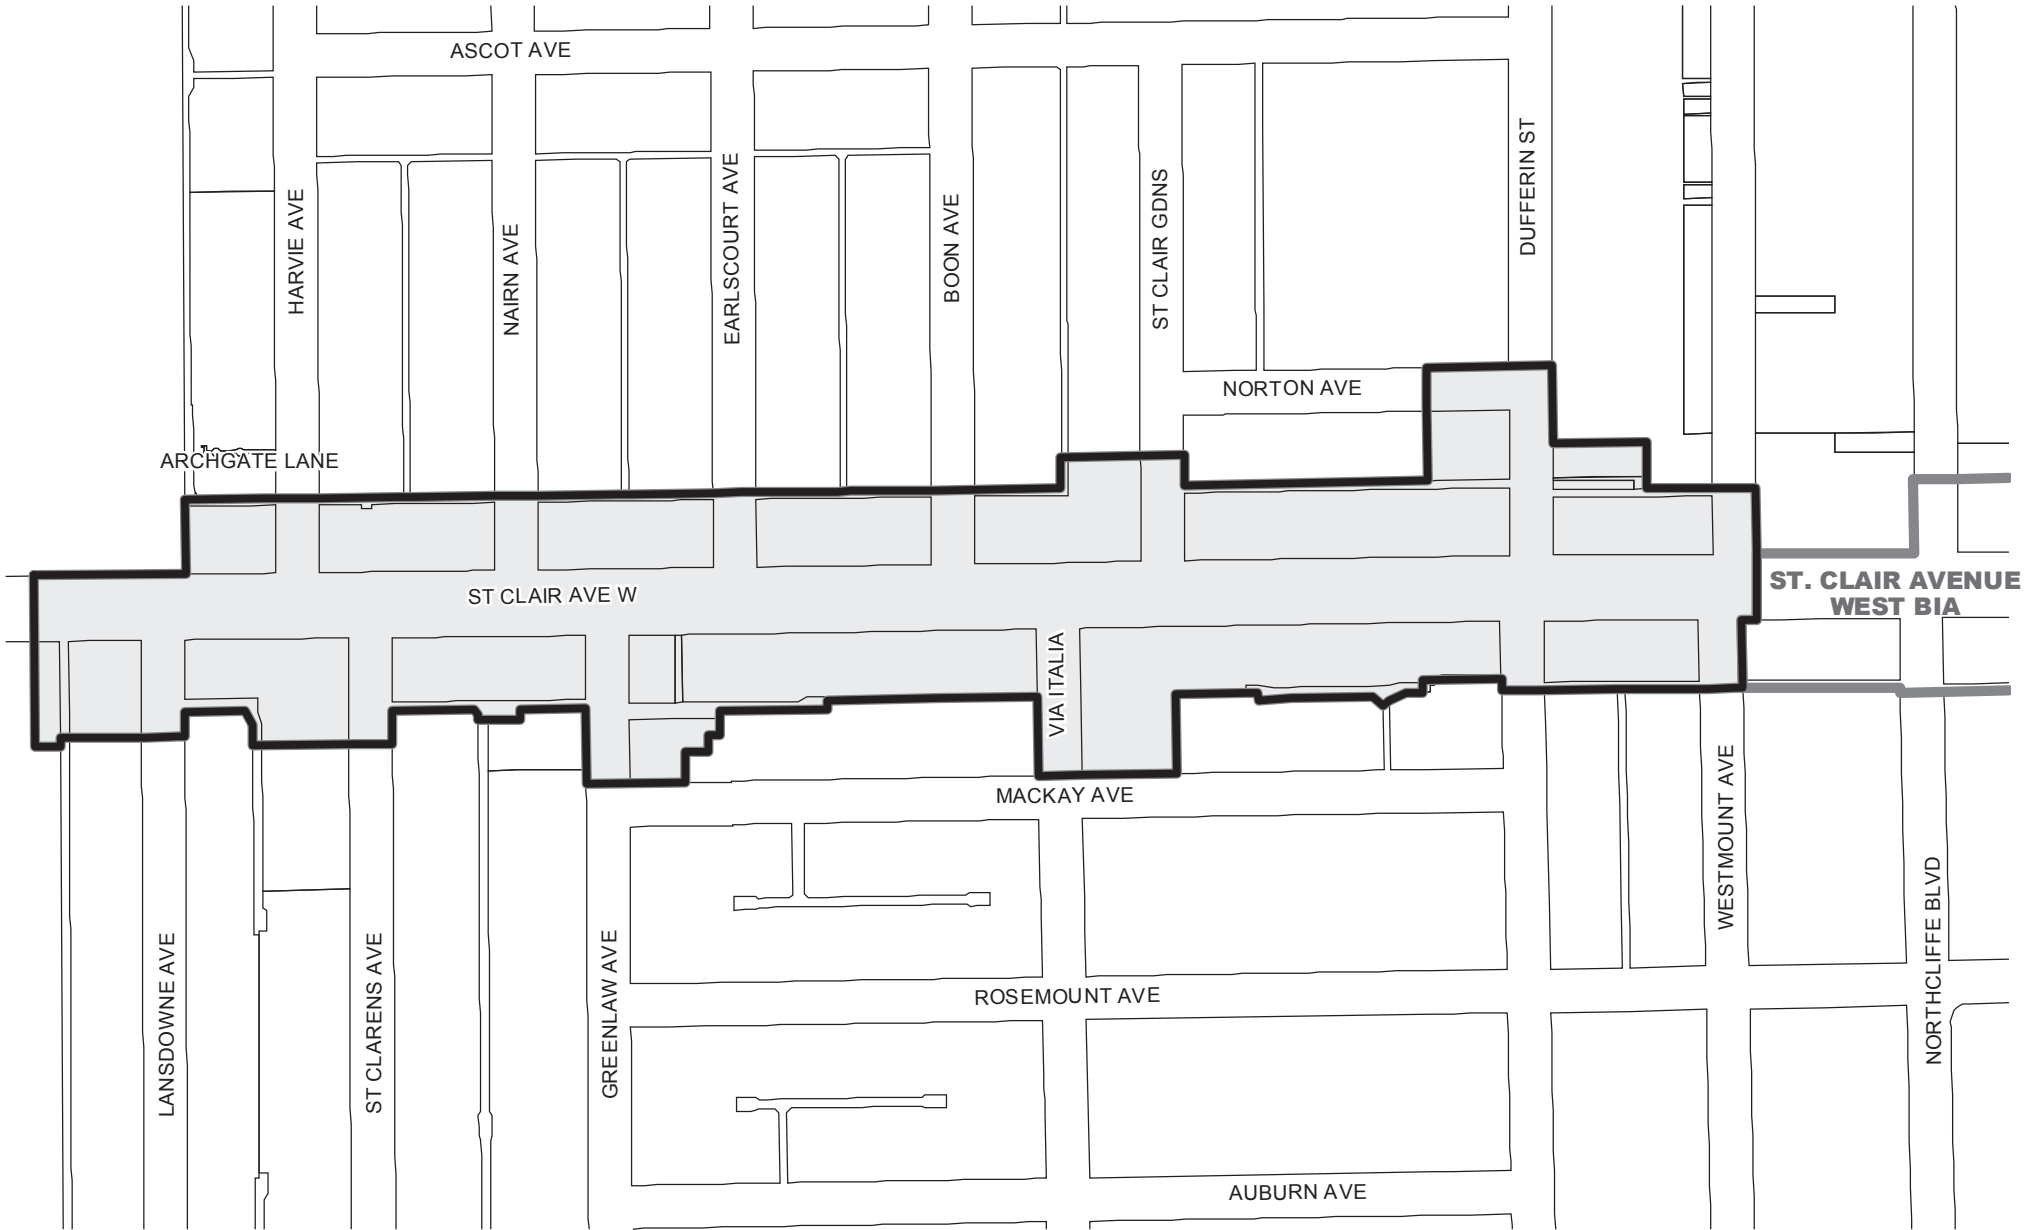 ASCOT AVE
HARVIE AVE
NAIRN AVE
EARLSCOURT AVE
BOON AVE
ST CLAIR GDNS
DUFFERIN ST
NORTON AVE
ARCHGATE LANE
ST CLAIR AVE W
ST. CLAIR AVENUE
WEST BIA
VIA ITALIA
MACKAY AVE
LANSDOWNE AVE
ST CLARENS AVE
GREENLAW AVE
ROSEMOUNT AVE
WESTMOUNT AVE
NORTHCLIFFE BLVD
AUBURN AVE